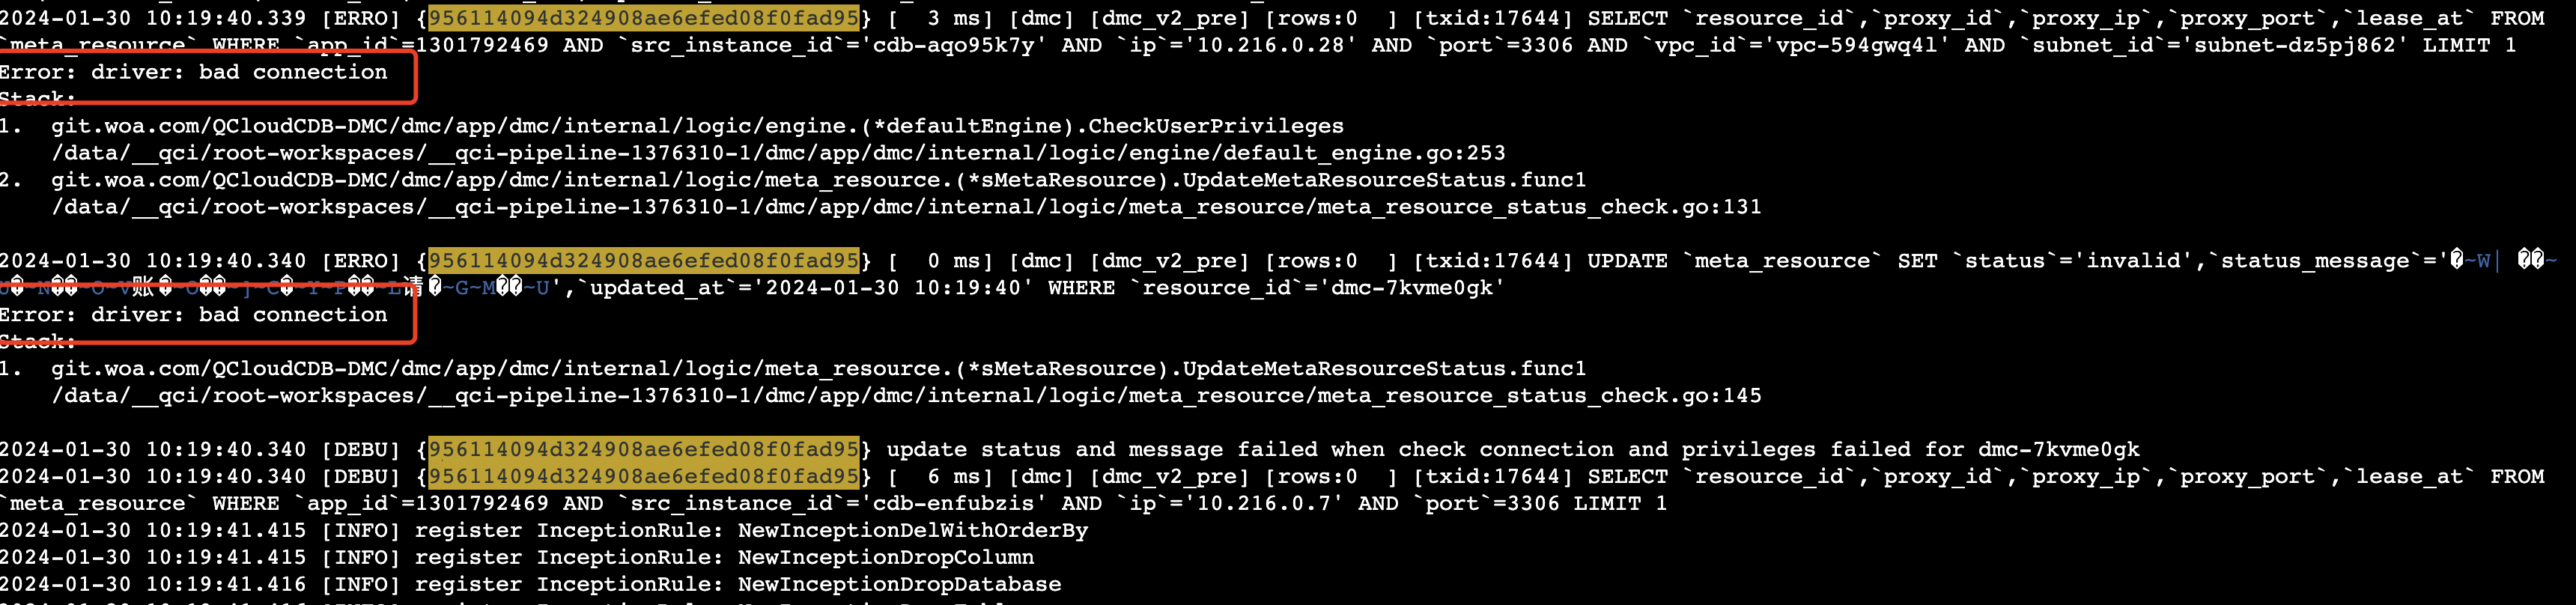 2024-01-30 10:19:40.339 [ERRO] {956114094d324908ae6efed08f0fad95} [  3 ms] [dmc] [dmc_v2_pre] [rows:0  ] [txid:17644] SELECT `resource_id`,`proxy_id`,`proxy_ip`,`proxy_port`,`lease_at` FROM
`meta_resource` WHERE `app_id`=1301792469 AND `src_instance_id`='cdb-aqo95k7y' AND `ip`='10.216.0.28' AND `port`=3306 AND `vpc_id`='vpc-594gwq4l' AND `subnet_id`='subnet-dz5pj862' LIMIT 1
Error: driver: bad connection
Stack:
1.  git.woa.com/QCloudCDB-DMC/dmc/app/dmc/internal/logic/engine.(*defaultEngine).CheckUserPrivileges
/data/__qci/root-workspaces/__qci-pipeline-1376310-1/dmc/app/dmc/internal/logic/engine/default_engine.go:253
2.  git.woa.com/QCloudCDB-DMC/dmc/app/dmc/internal/logic/meta_resource.(*sMetaResource).UpdateMetaResourceStatus.func1
/data/__qci/root-workspaces/__qci-pipeline-1376310-1/dmc/app/dmc/internal/logic/meta_resource/meta_resource_status_check.go:131
2024-01-30 10:19:40.340 [ERRO] {956114094d324908ae6efed08f0fad95} [  0 ms] [dmc] [dmc_v2_pre] [rows:0  ] [txid:17644] UPDATE `meta_resource` SET `status`='invalid',`status_message`='�~W| ��~
账 请�~G~M��~U',`updated_at`='2024-01-30 10:19:40' WHERE `resource_id`='dmc-7kvme0gk'
Error: driver: bad connection
Stack:
1.  git.woa.com/QCloudCDB-DMC/dmc/app/dmc/internal/logic/meta_resource.(*sMetaResource).UpdateMetaResourceStatus.func1
/data/__qci/root-workspaces/__qci-pipeline-1376310-1/dmc/app/dmc/internal/logic/meta_resource/meta_resource_status_check.go:145
2024-01-30 10:19:40.340 [DEBU] {956114094d324908ae6efed08f0fad95} update status and message failed when check connection and privileges failed for dmc-7kvme0gk
2024-01-30 10:19:40.340 [DEBU] {956114094d324908ae6efed08f0fad95} [  6 ms] [dmc] [dmc_v2_pre] [rows:0  ] [txid:17644] SELECT `resource_id`,`proxy_id`,`proxy_ip`,`proxy_port`,`lease_at` FROM
`meta_resource` WHERE `app_id`=1301792469 AND `src_instance_id`='cdb-enfubzis' AND `ip`='10.216.0.7' AND `port`=3306 LIMIT 1
2024-01-30 10:19:41.415 [INFO] register InceptionRule: NewInceptionDelWithOrderBy
2024-01-30 10:19:41.415 [INFO] register InceptionRule: NewInceptionDropColumn
2024-01-30 10:19:41.416 [INFO] register InceptionRule: NewInceptionDropDatabase